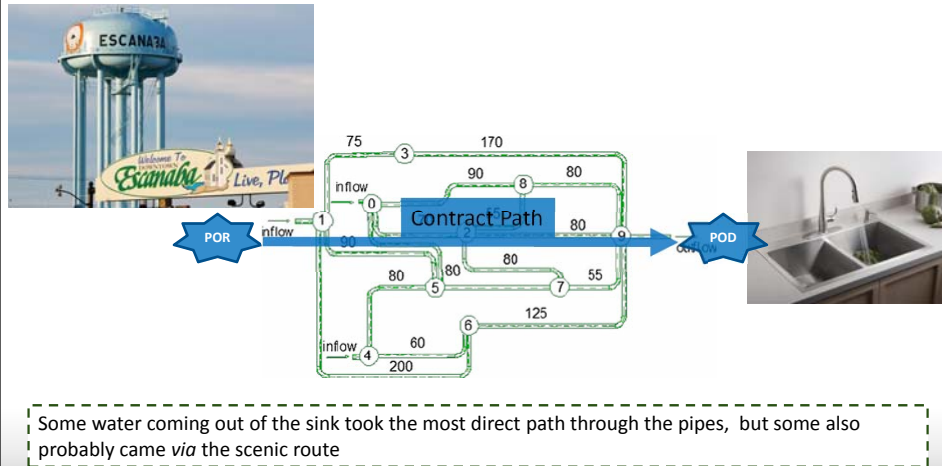 ESCANABA
Welcome To
DOWNTOWN
Escanaba
Live, Pl
75
170
3
90
8
80
inflow
0
Contract Path
1
2
80
9
POR
inflow
POD
outflow
90
80
80
80
5
7
55
6
125
inflow
4
60
200
Some water coming out of the sink took the most direct path through the pipes, but some also
probably came via the scenic route